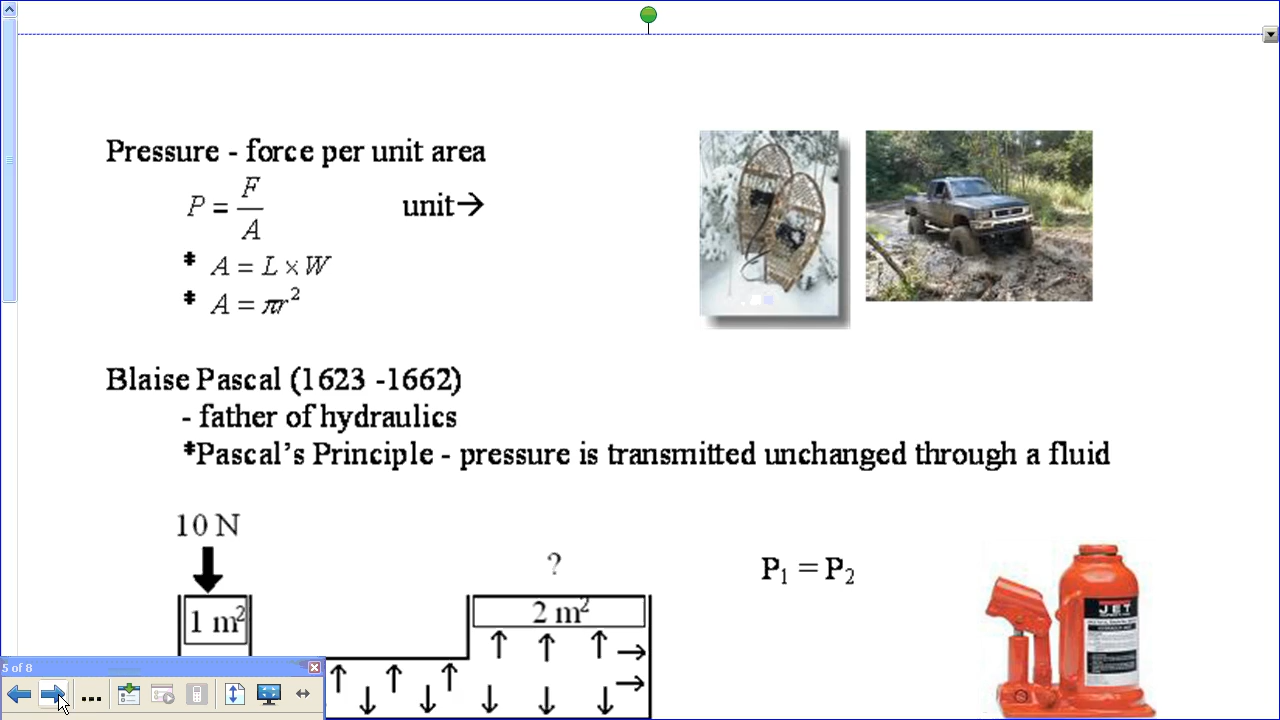 Pressure - force per unit area
P = F/A unit→
* A = L × W
* A = πr²
Blaise Pascal (1623 -1662)
- father of hydraulics
*Pascal's Principle - pressure is transmitted unchanged through a fluid
10 N
?
P₁ = P₂
1 m²
2 m²
JET
5 of 8